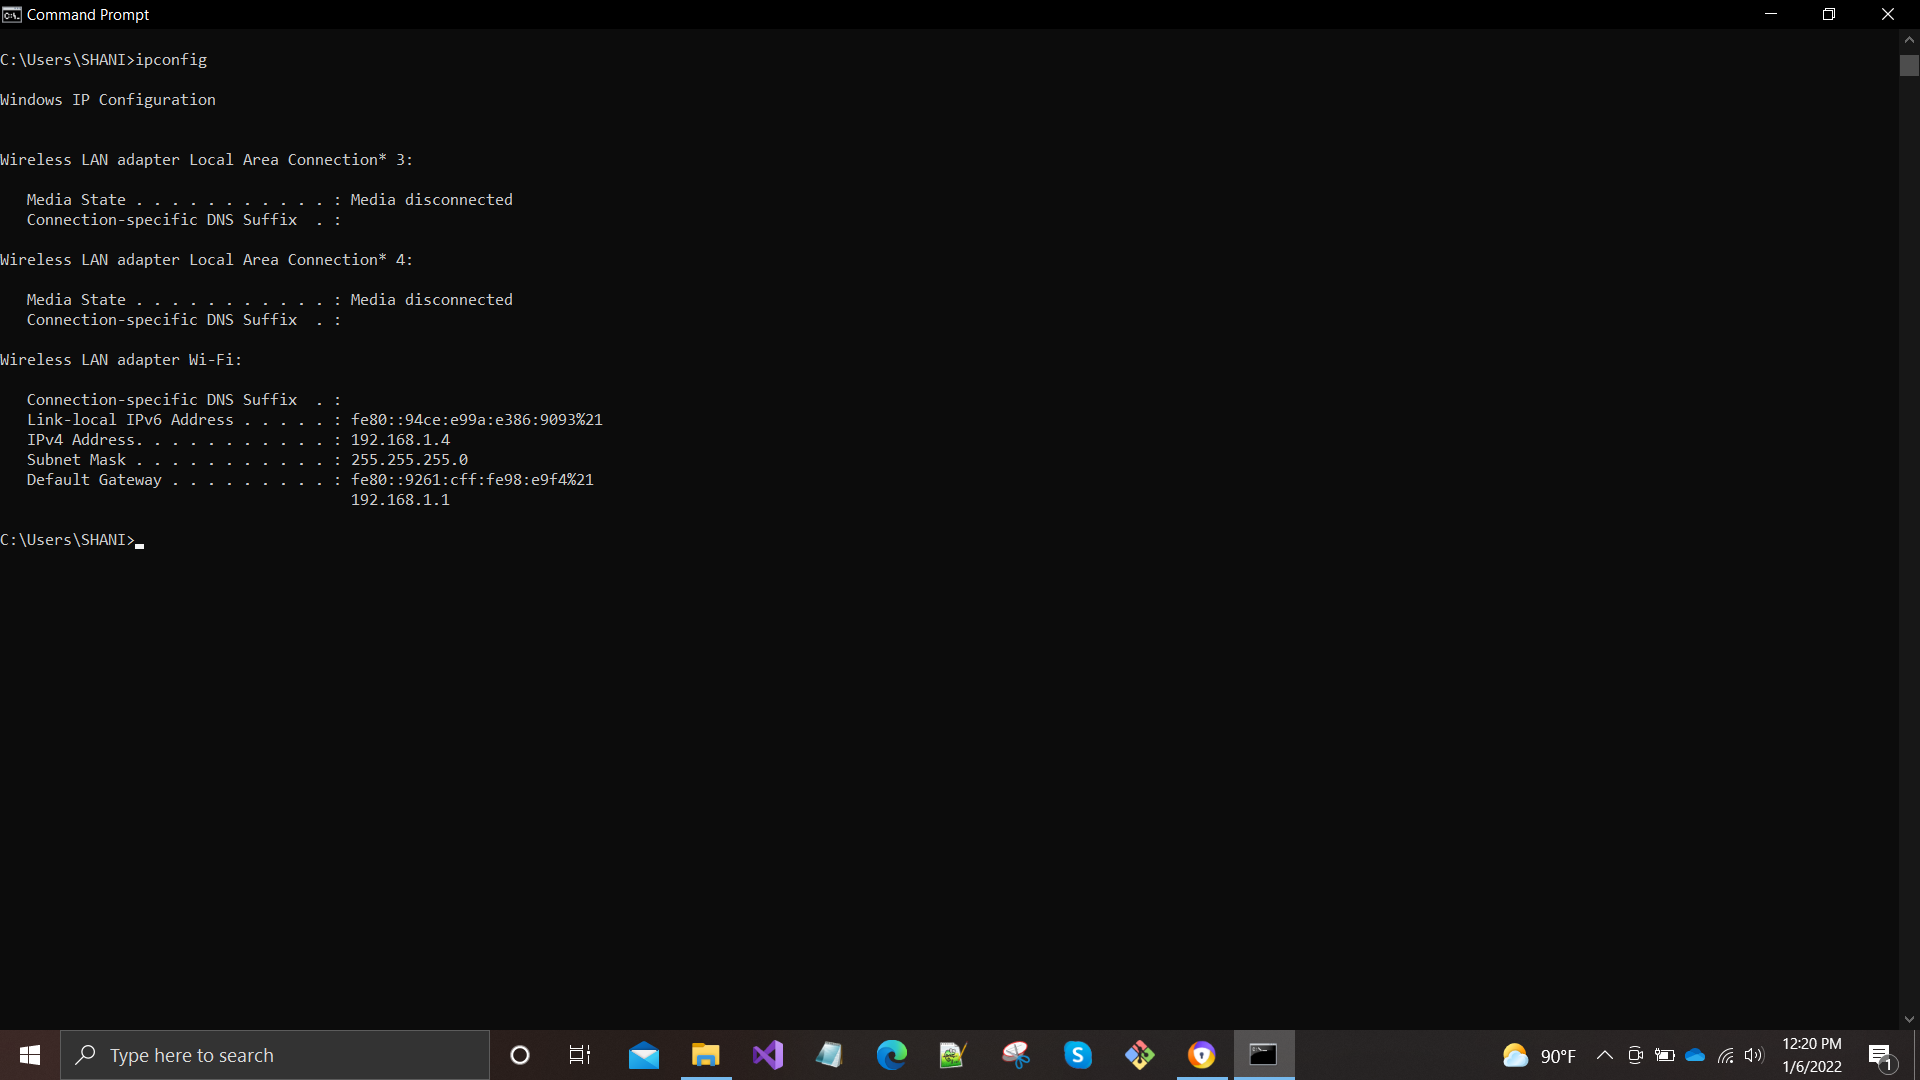 Command Prompt
C:\Users\SHANI>ipconfig
Windows IP Configuration
Wireless LAN adapter Local Area Connection* 3:
   Media State . . . . . . . . . . . : Media disconnected
   Connection-specific DNS Suffix  . :
Wireless LAN adapter Local Area Connection* 4:
   Media State . . . . . . . . . . . : Media disconnected
   Connection-specific DNS Suffix  . :
Wireless LAN adapter Wi-Fi:
   Connection-specific DNS Suffix  . :
   Link-local IPv6 Address . . . . . : fe80::94ce:e99a:e386:9093%21
   IPv4 Address. . . . . . . . . . . : 192.168.1.4
   Subnet Mask . . . . . . . . . . . : 255.255.255.0
   Default Gateway . . . . . . . . . : fe80::9261:cff:fe98:e9f4%21
                                       192.168.1.1
C:\Users\SHANI>
Type here to search
90°F
12:20 PM
1/6/2022
1